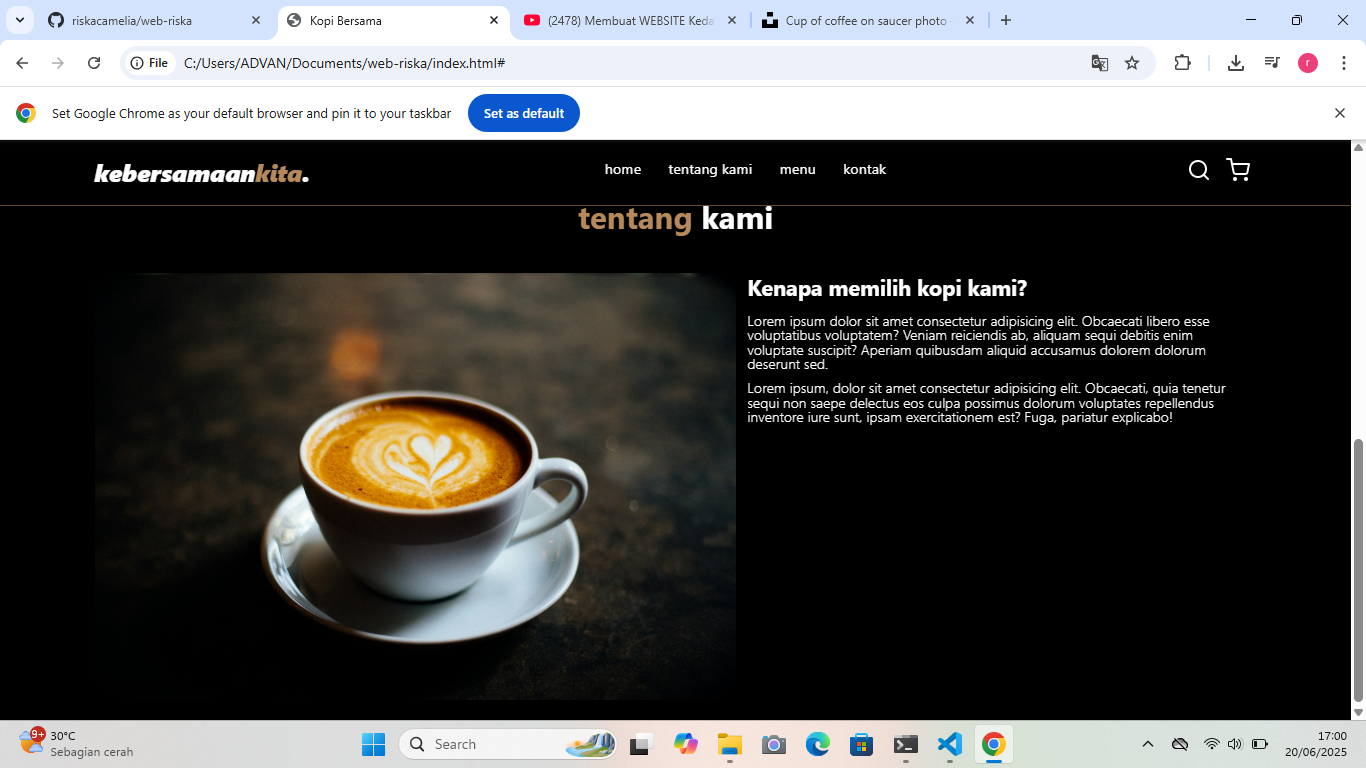 riskacamelia/web-riska
Kopi Bersama
(2478) Membuat WEBSITE Keda
Cup of coffee on saucer photo
File
C:/Users/ADVAN/Documents/web-riska/index.html#
r
Set Google Chrome as your default browser and pin it to your taskbar
Set as default
kebersamaankita.
home
tentang kami
menu
kontak
tentang kami
Kenapa memilih kopi kami?
Lorem ipsum dolor sit amet consectetur adipisicing elit. Obcaecati libero esse
voluptatibus voluptatem? Veniam reiciendis ab, aliquam sequi debitis enim
voluptate suscipit? Aperiam quibusdam aliquid accusamus dolorem dolorum
deserunt sed.
Lorem ipsum, dolor sit amet consectetur adipisicing elit. Obcaecati, quia tenetur
sequi non saepe delectus eos culpa possimus dolorum voluptates repellendus
inventore iure sunt, ipsam exercitationem est? Fuga, pariatur explicabo!
9+
30°C
Sebagian cerah
Search
17:00
20/06/2025